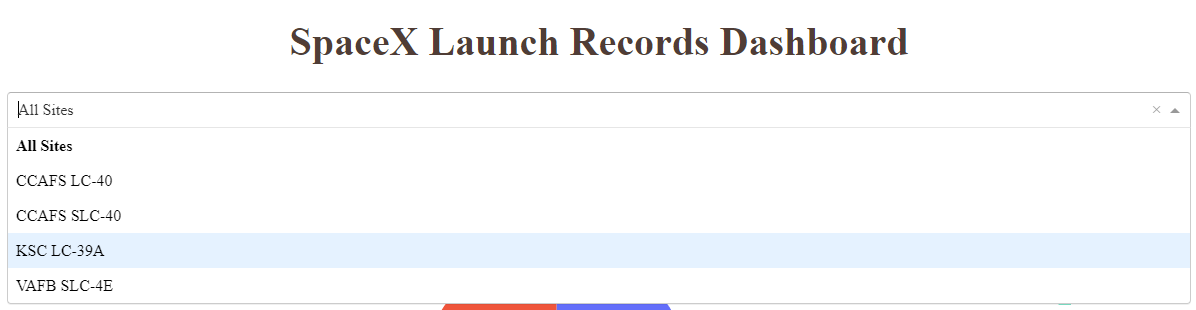 SpaceX Launch Records Dashboard
All Sites
All Sites
CCAFS LC-40
CCAFS SLC-40
KSC LC-39A
VAFB SLC-4E